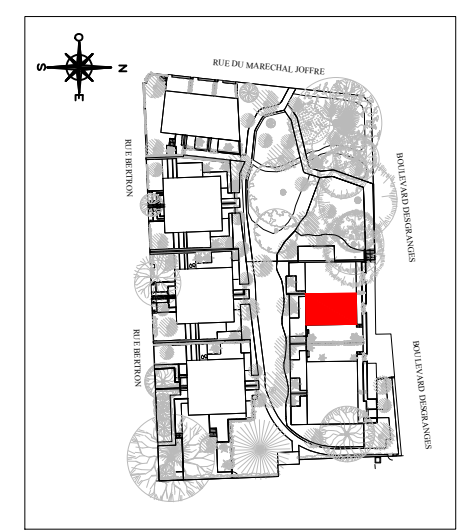 O
S N
E
RUE DU MARECHAL JOFFRE
RUE BERTRON
BOULEVARD DESGRANGES
RUE BERTRON
BOULEVARD DESGRANGES